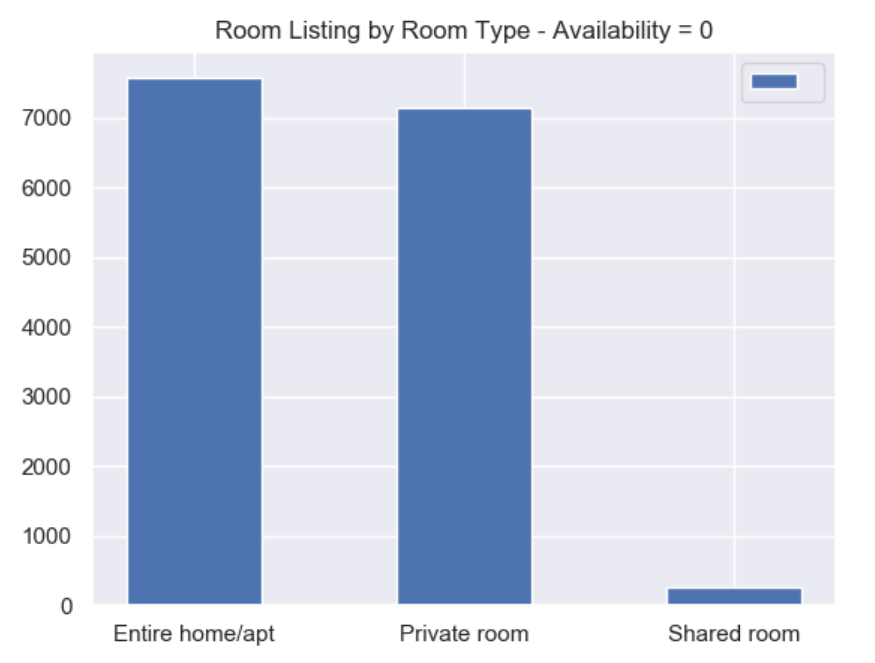 Room Listing by Room Type - Availability = 0
7000
6000
5000
4000
3000
2000
1000
0
Entire home/apt
Private room
Shared room